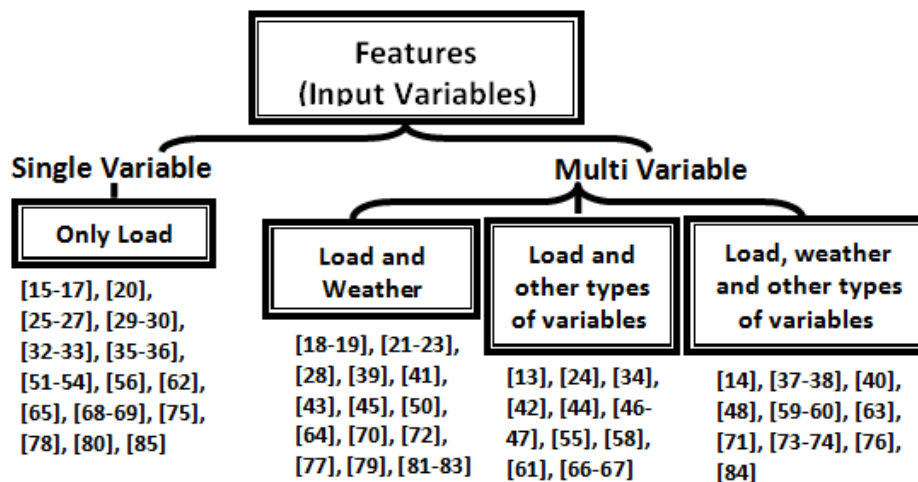 Features
(Input Variables)
Single Variable
Multi Variable
Only Load
[15-17], [20],
[25-27], [29-30],
[32-33], [35-36],
[51-54], [56], [62],
[65], [68-69], [75],
[78], [80], [85]
Load and
Weather
[18-19], [21-23],
[28], [39], [41],
[43], [45], [50],
[64], [70], [72],
[77], [79], [81-83]
Load and
other types
of variables
[13], [24], [34],
[42], [44], [46-
47], [55], [58],
[61], [66-67]
Load, weather
and other types
of variables
[14], [37-38], [40],
[48], [59-60], [63],
[71], [73-74], [76],
[84]